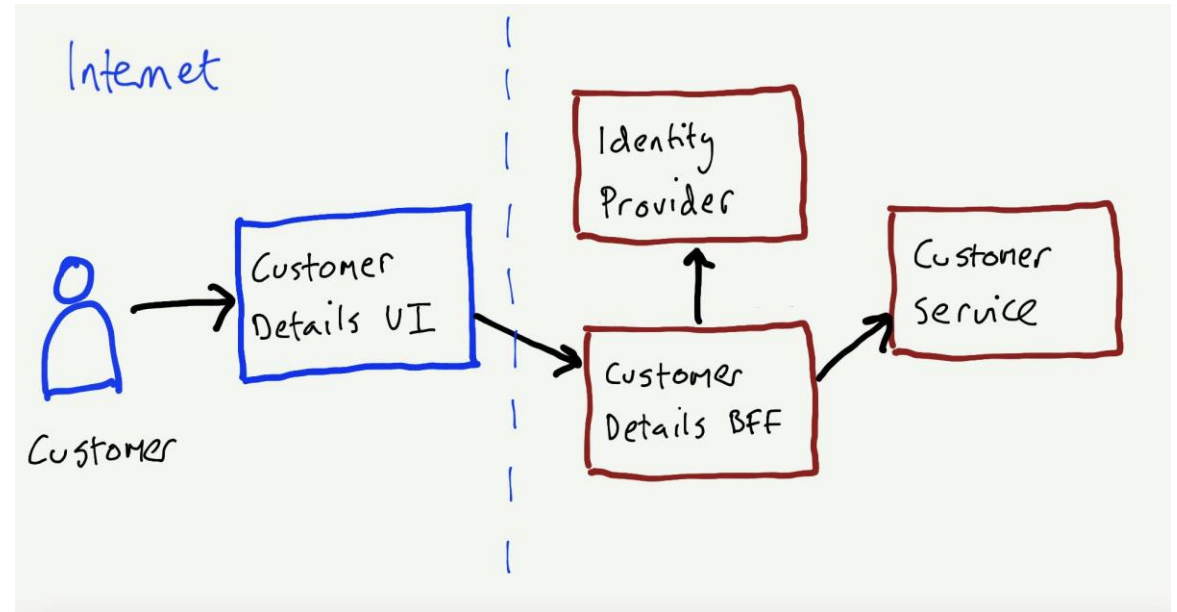 Internet
Identity
Provider
Customer
Details UI
Customer
Service
Customer
Details BFF
Customer